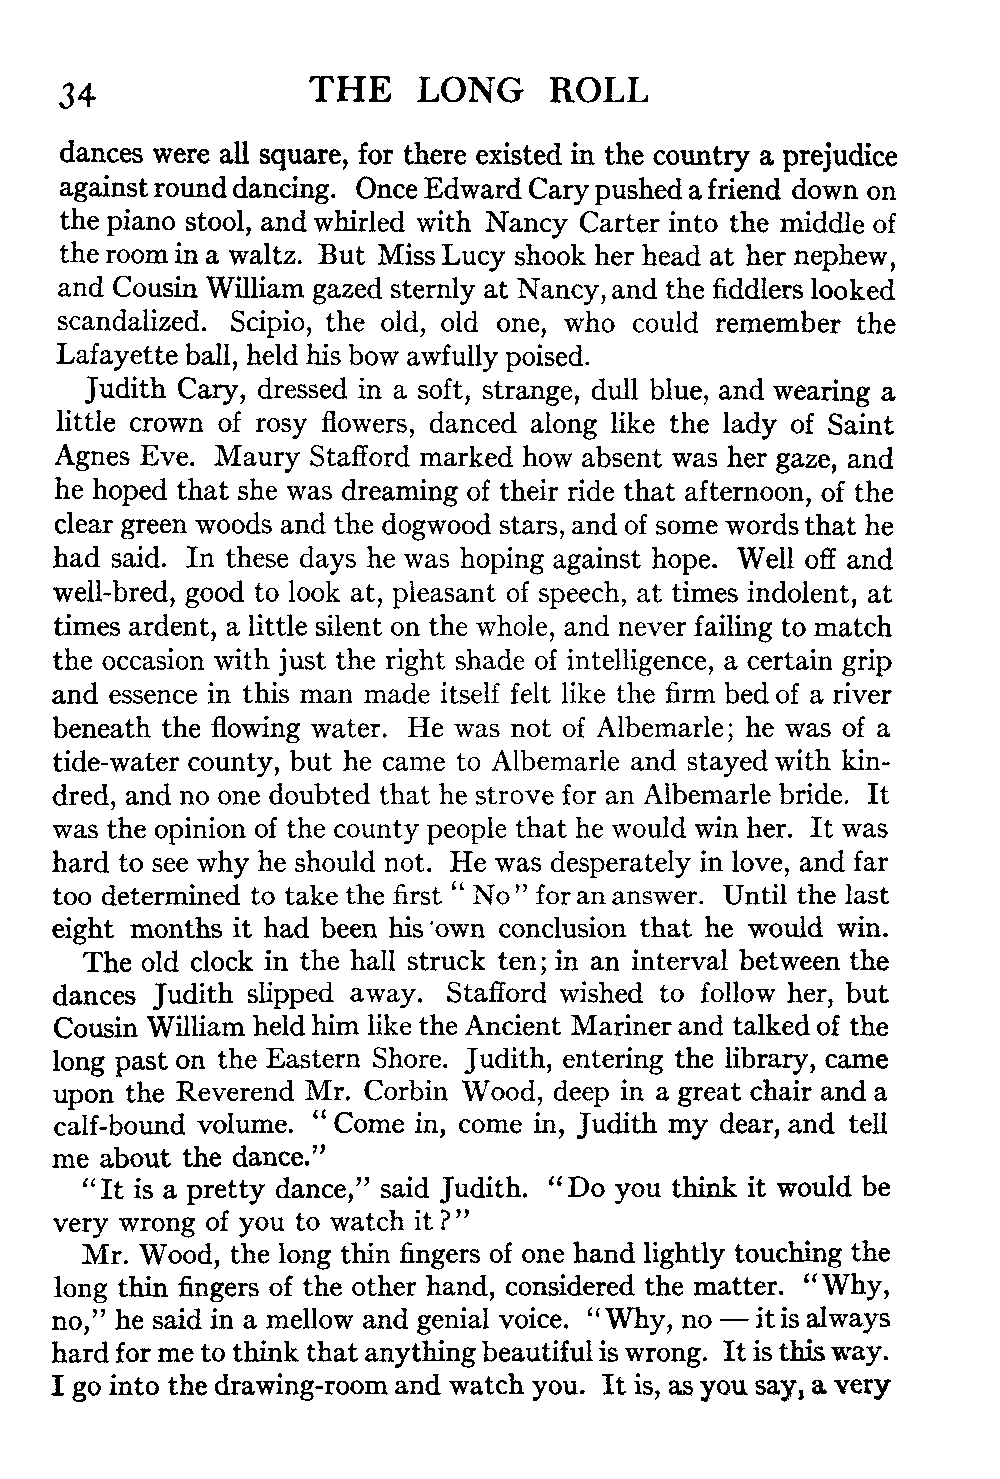 34 THE LONG ROLL
dances were all square, for there existed in the country a prejudice
against round dancing. Once Edward Cary pushed a friend down on
the piano stool, and whirled with Nancy Carter into the middle of
the room in a waltz. But Miss Lucy shook her head at her nephew,
and Cousin William gazed sternly at Nancy, and the fiddlers looked
scandalized. Scipio, the old, old one, who could remember the
Lafayette ball, held his bow awfully poised.
Judith Cary, dressed in a soft, strange, dull blue, and wearing a
little crown of rosy flowers, danced along like the lady of Saint
Agnes Eve. Maury Stafford marked how absent was her gaze, and
he hoped that she was dreaming of their ride that afternoon, of the
clear green woods and the dogwood stars, and of some words that he
had said. In these days he was hoping against hope. Well off and
well-bred, good to look at, pleasant of speech, at times indolent, at
times ardent, a little silent on the whole, and never failing to match
the occasion with just the right shade of intelligence, a certain grip
and essence in this man made itself felt like the firm bed of a river
beneath the flowing water. He was not of Albemarle; he was of a
tide-water county, but he came to Albemarle and stayed with kin-
dred, and no one doubted that he strove for an Albemarle bride. It
was the opinion of the county people that he would win her. It was
hard to see why he should not. He was desperately in love, and far
too determined to take the first "No" for an answer. Until the last
eight months it had been his own conclusion that he would win.
The old clock in the hall struck ten; in an interval between the
dances Judith slipped away. Stafford wished to follow her, but
Cousin William held him like the Ancient Mariner and talked of the
long past on the Eastern Shore. Judith, entering the library, came
upon the Reverend Mr. Corbin Wood, deep in a great chair and a
calf-bound volume. "Come in, come in, Judith my dear, and tell
me about the dance."
"It is a pretty dance," said Judith. "Do you think it would be
very wrong of you to watch it?"
Mr. Wood, the long thin fingers of one hand lightly touching the
long thin fingers of the other hand, considered the matter. "Why,
no," he said in a mellow and genial voice. "Why, no — it is always
hard for me to think that anything beautiful is wrong. It is this way.
I go into the drawing-room and watch you. It is, as you say, a very